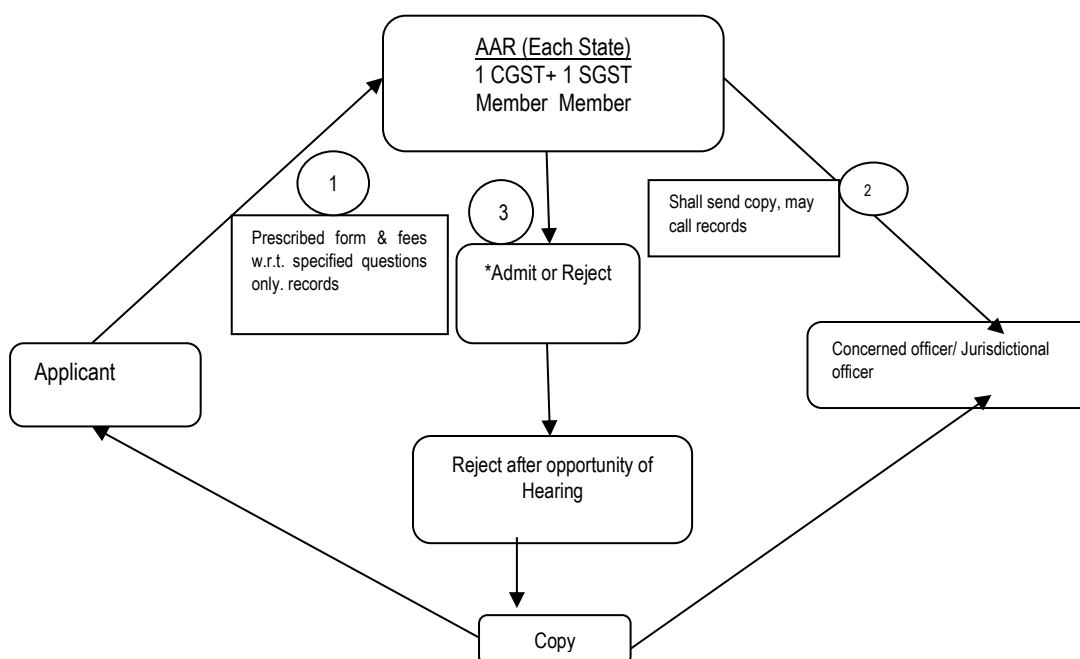 AAR (Each State)
1 CGST+ 1 SGST
Member Member
1
Prescribed form & fees
w.r.t. specified questions
only. records
3
*Admit or Reject
Shall send copy, may
call records
2
Applicant
Concerned officer/ Jurisdictional
officer
Reject after opportunity of
Hearing
Copy